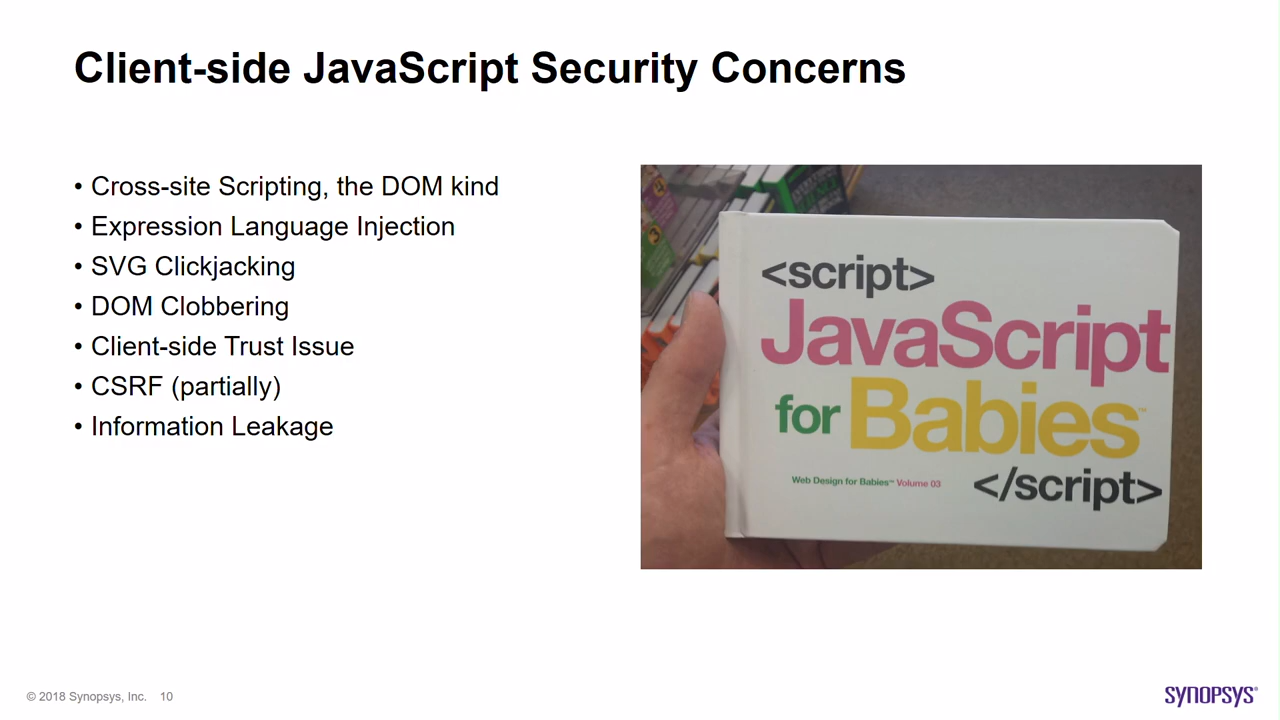 Client-side JavaScript Security Concerns
• Cross-site Scripting, the DOM kind
• Expression Language Injection
• SVG Clickjacking
• DOM Clobbering
• Client-side Trust Issue
• CSRF (partially)
• Information Leakage
<script>
JavaScript
for Babies™
Web Design for Babies™ Volume 03
</script>
© 2018 Synopsys, Inc. 10
SYNOPSYS®